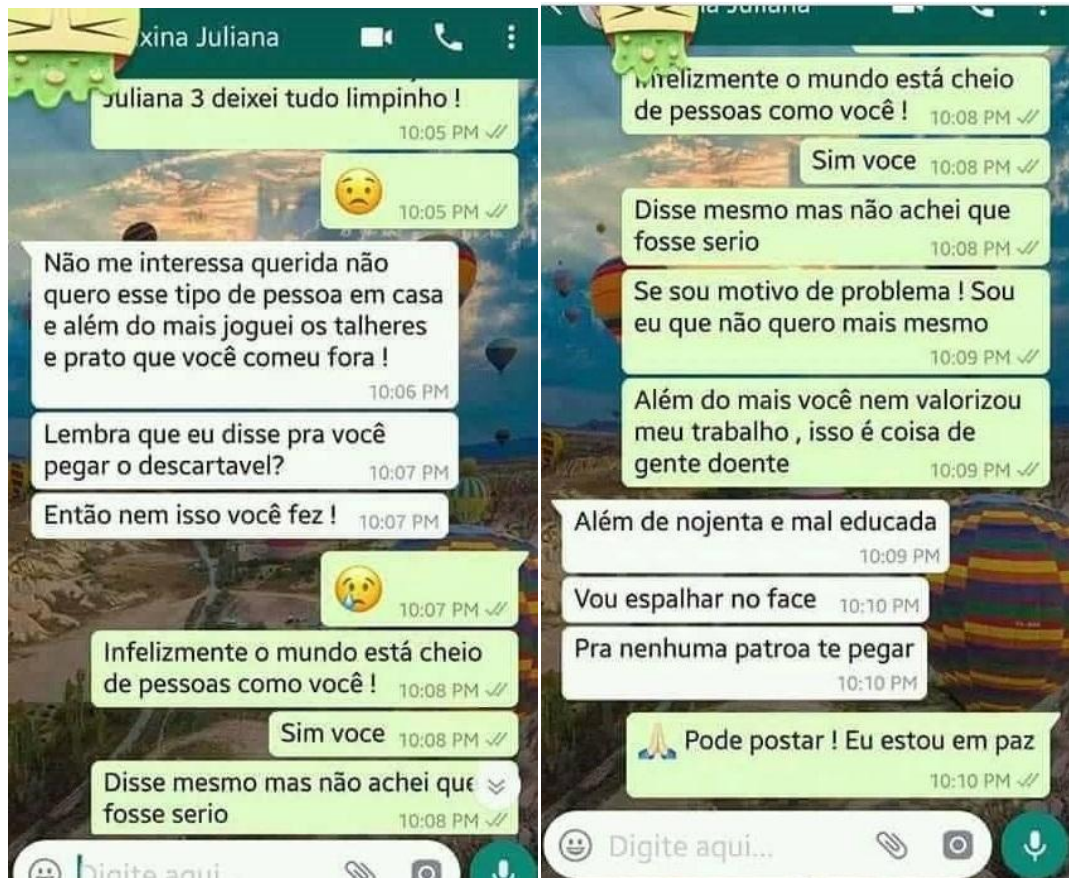 xina Juliana
Juliana 3 deixei tudo limpinho !
10:05 PM
10:05 PM
Não me interessa querida não
quero esse tipo de pessoa em casa
e além do mais joguei os talheres
e prato que você comeu fora !
10:06 PM
Lembra que eu disse pra você
pegar o descartavel? 10:07 PM
Então nem isso você fez ! 10:07 PM
10:07 PM
Infelizmente o mundo está cheio
de pessoas como você ! 10:08 PM
Sim voce 10:08 PM
Disse mesmo mas não achei que
fosse serio 10:08 PM
Digite aqui...
la Juliana
Infelizmente o mundo está cheio
de pessoas como você ! 10:08 PM
Sim voce 10:08 PM
Disse mesmo mas não achei que
fosse serio 10:08 PM
Se sou motivo de problema ! Sou
eu que não quero mais mesmo
10:09 PM
Além do mais você nem valorizou
meu trabalho , isso é coisa de
gente doente 10:09 PM
Além de nojenta e mal educada
10:09 PM
Vou espalhar no face 10:10 PM
Pra nenhuma patroa te pegar
10:10 PM
Pode postar ! Eu estou em paz
10:10 PM
Digite aqui...